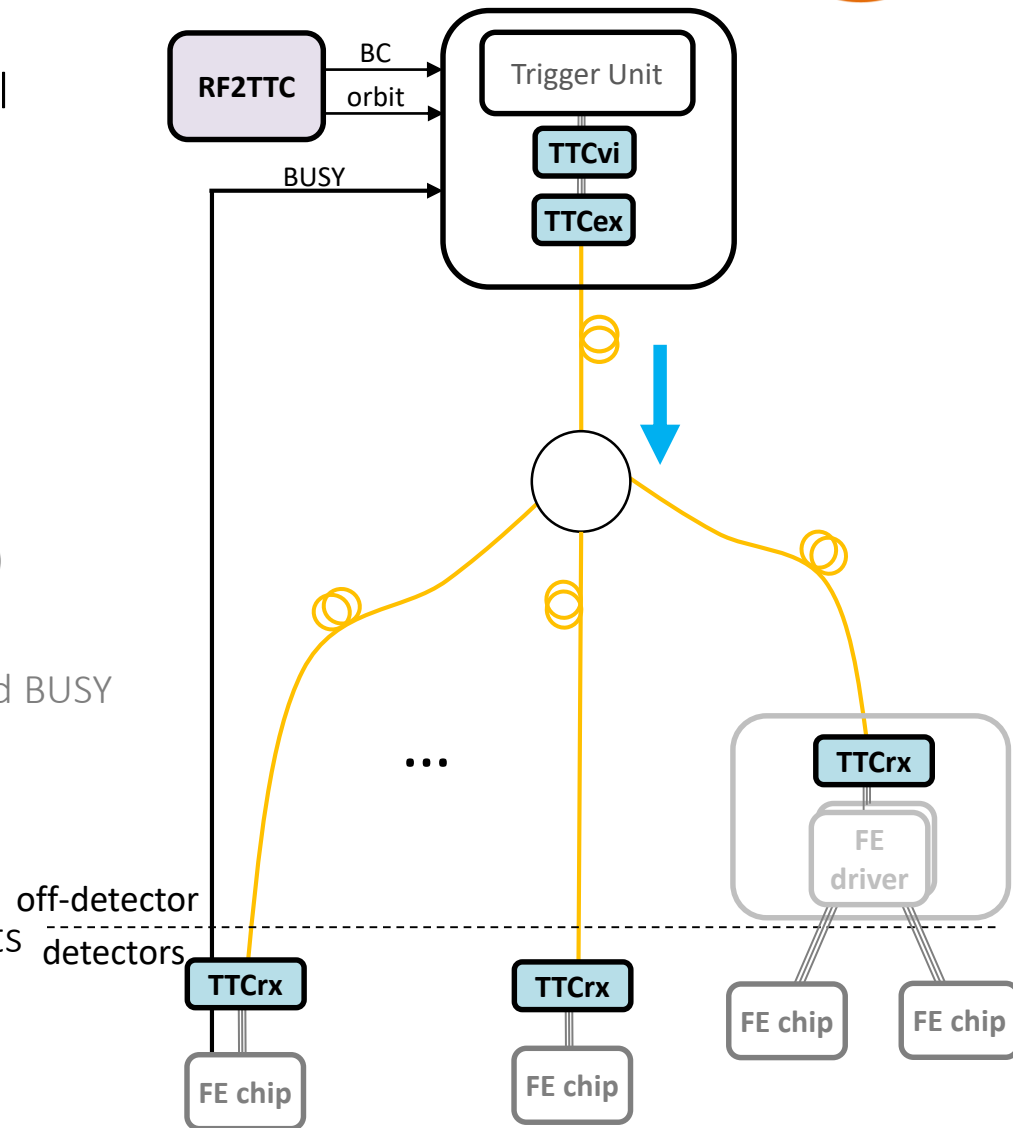 BC
Trigger Unit
RF2TTC
orbit
TTCvi
BUSY
TTCex
)
d BUSY
...
TTCrx
FE
driver
off-detector
detectors
TTCrx
TTCrx
FE chip
FE chip
FE chip
FE chip